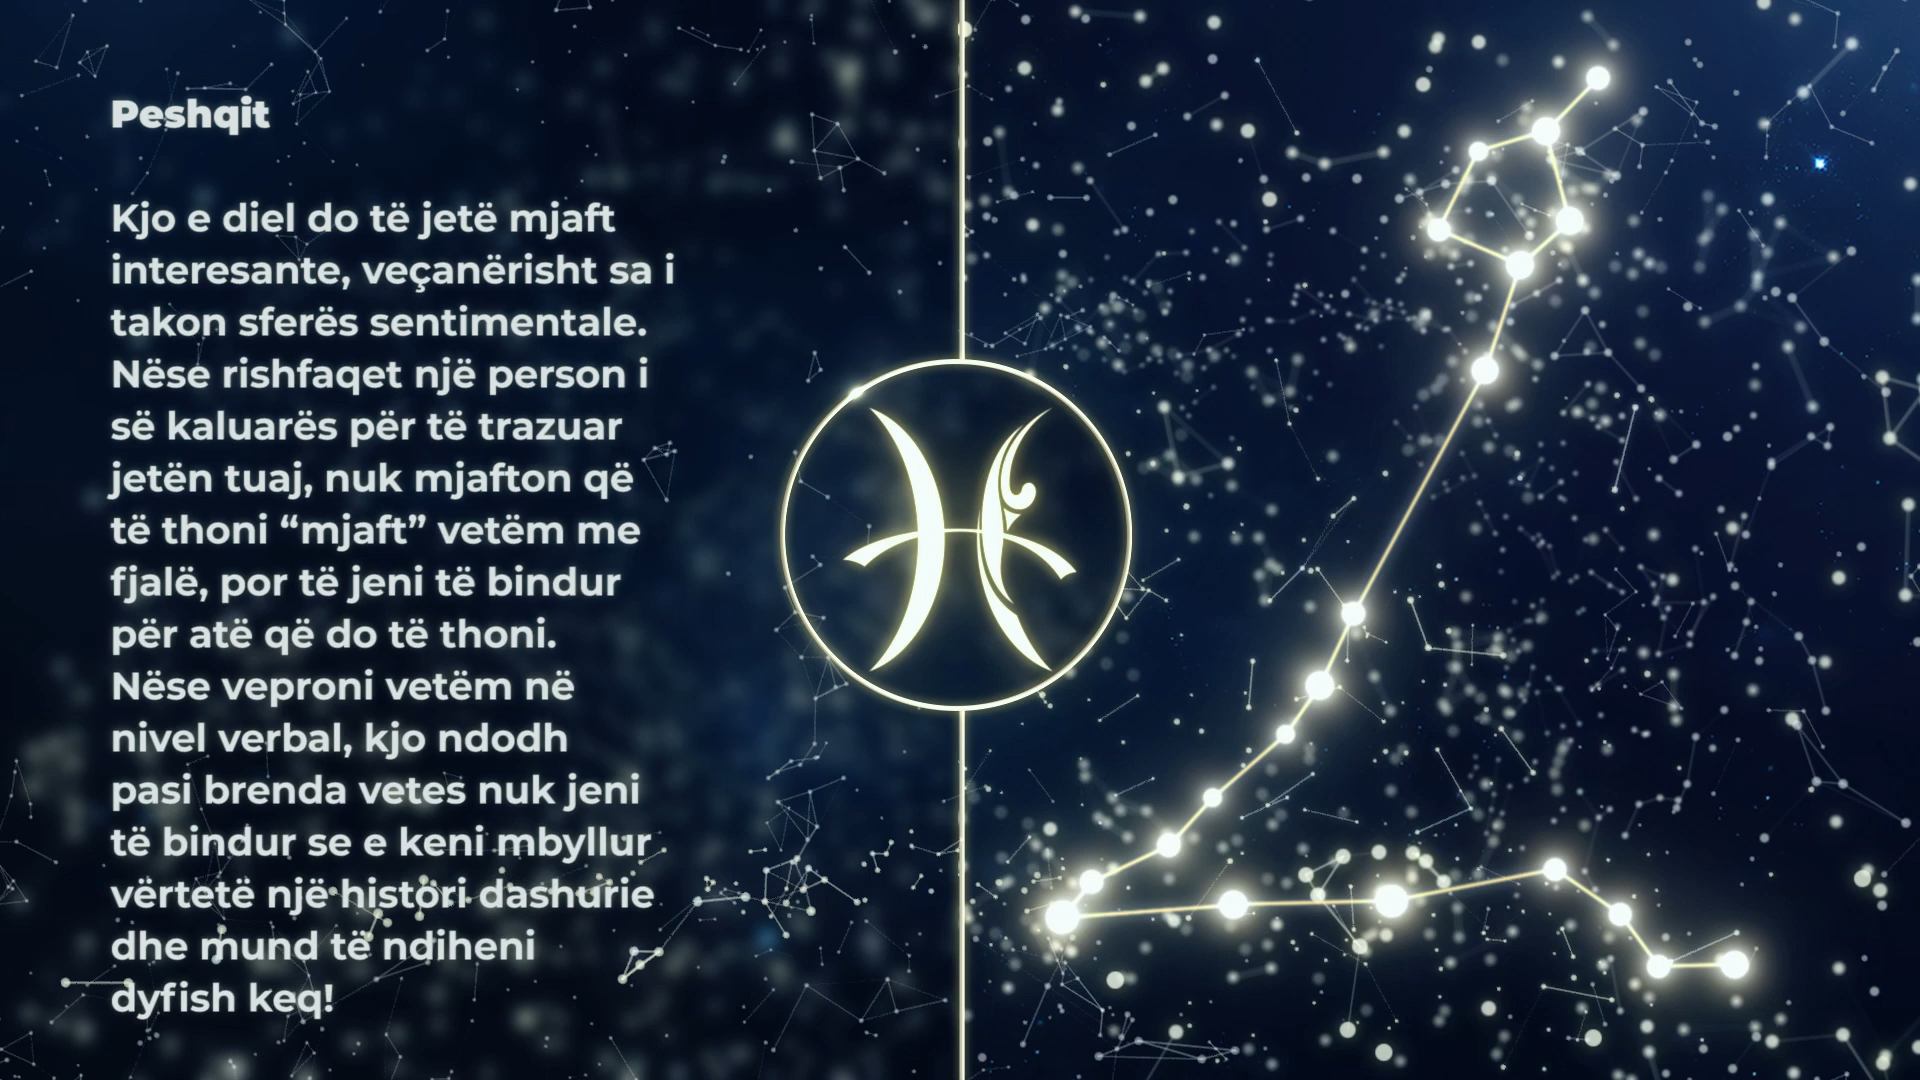 Peshqit
Kjo e diel do të jetë mjaft
interesante, veçanërisht sa i
takon sferës sentimentale.
Nëse rishfaqet një person i
së kaluarës për të trazuar
jetën tuaj, nuk mjafton që
të thoni “mjaft” vetëm me
fjalë, por të jeni të bindur
për atë që do të thoni.
Nëse veproni vetëm në
nivel verbal, kjo ndodh
pasi brenda vetes nuk jeni
të bindur se e keni mbyllur
vërtetë një histori dashurie
dhe mund të ndiheni
dyfish keq!